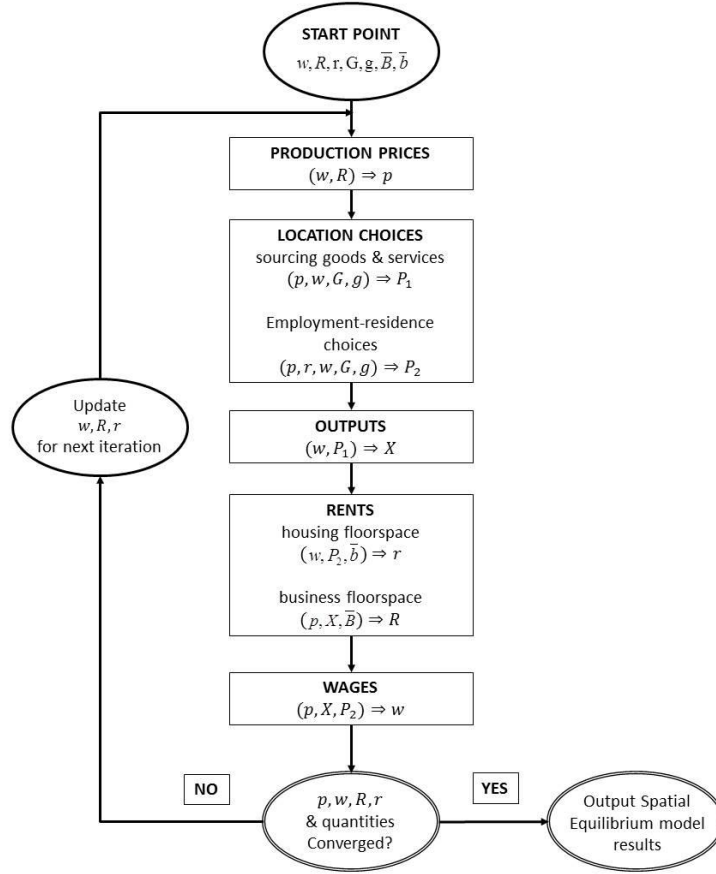 START POINT
w, R, r, G, g, B̅, b̅
PRODUCTION PRICES
(w, R) ⇒ p
LOCATION CHOICES
sourcing goods & services
(p, w, G, g) ⇒ P₁
Employment-residence
choices
(p, r, w, G, g) ⇒ P₂
Update
w, R, r
for next iteration
OUTPUTS
(w, P₁) ⇒ X
RENTS
housing floorspace
(w, P₂, b̅) ⇒ r
business floorspace
(p, X, B̅) ⇒ R
WAGES
(p, X, P₂) ⇒ w
NO
p, w, R, r
& quantities
Converged?
YES
Output Spatial
Equilibrium model
results